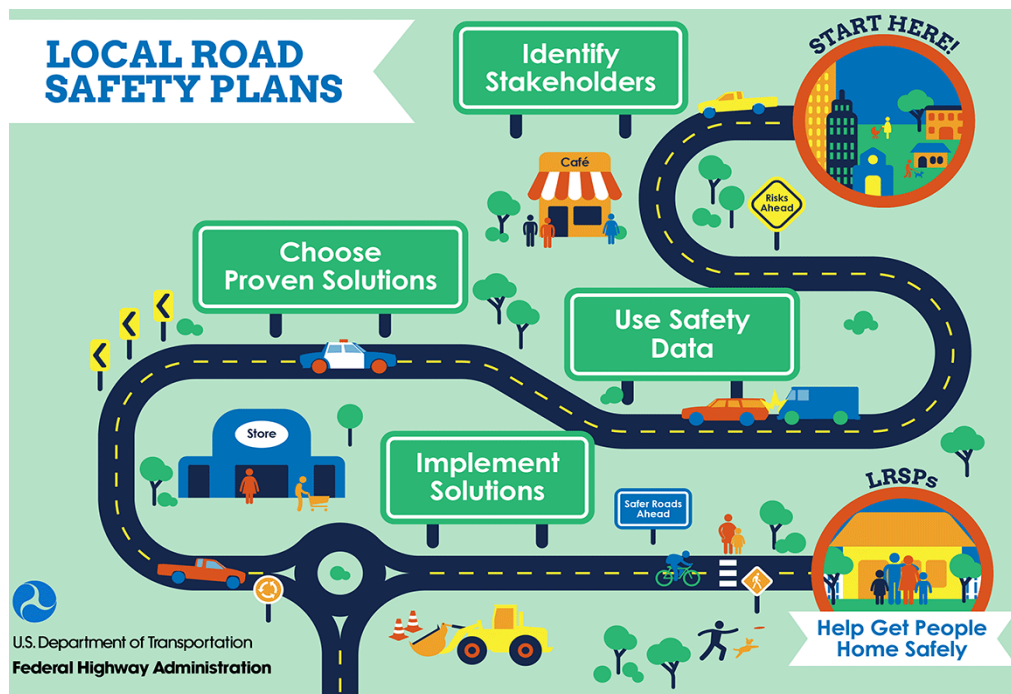 LOCAL ROAD
SAFETY PLANS
Identify
Stakeholders
START HERE!
Café
Risks
Ahead
Choose
Proven Solutions
Use Safety
Data
Store
Implement
Solutions
Safer Roads
Ahead
LRSPs
Help Get People
Home Safely
U.S. Department of Transportation
Federal Highway Administration